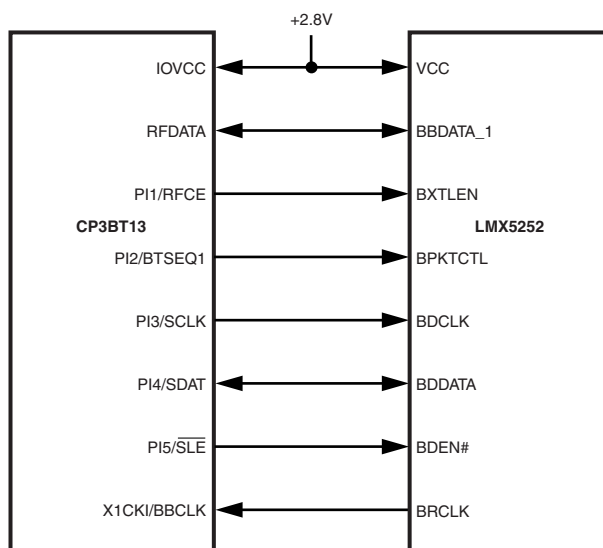 +2.8V
IOVCC VCC
RFDATA BBDATA_1
PI1/RFCE BXTLEN
CP3BT13 LMX5252
PI2/BTSEQ1 BPKTCTL
PI3/SCLK BDCLK
PI4/SDAT BDDATA
PI5/S̅L̅E̅ BDEN#
X1CKI/BBCLK BRCLK